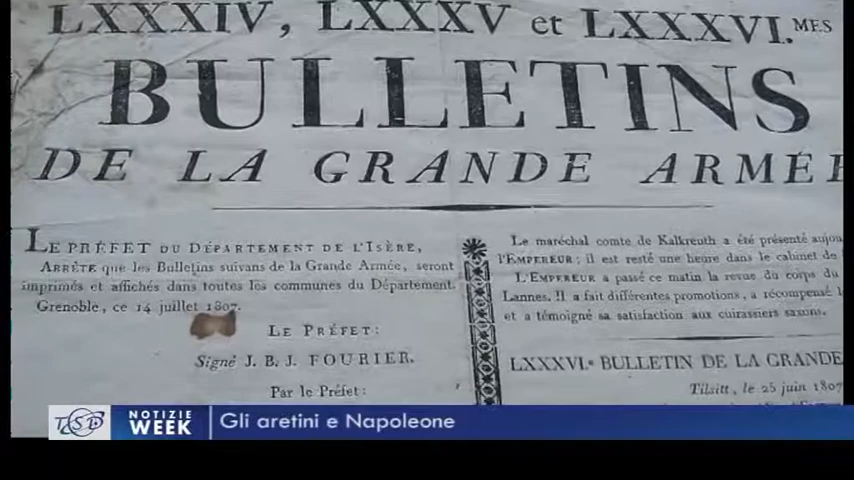 LXXXIV, LXXXV et LXXXVI.MES
BULLETINS
DE LA GRANDE ARMÉE
LE PRÉFET DU DÉPARTEMENT DE L'ISÈRE,
ARRÊTE que les Bulletins suivans de la Grande Armée, seront
imprimés et affichés dans toutes les communes du Département.
Grenoble, ce 14 juillet 1807.
LE PRÉFET:
Signé J. B. J. FOURIER.
Par le Préfet:
Le maréchal comte de Kalkreuth a été présenté
l'EMPEREUR; il est resté une heure dans le cabinet de
L'EMPEREUR a passé ce matin la revue du corps du
Lannes. Il a fait différentes promotions, a récompensé
et a témoigné sa satisfaction aux cuirassiers saxons.
LXXXVI.e BULLETIN DE LA GRANDE
Tilsitt, le 25 juin 1807
TSD NOTIZIE WEEK Gli aretini e Napoleone